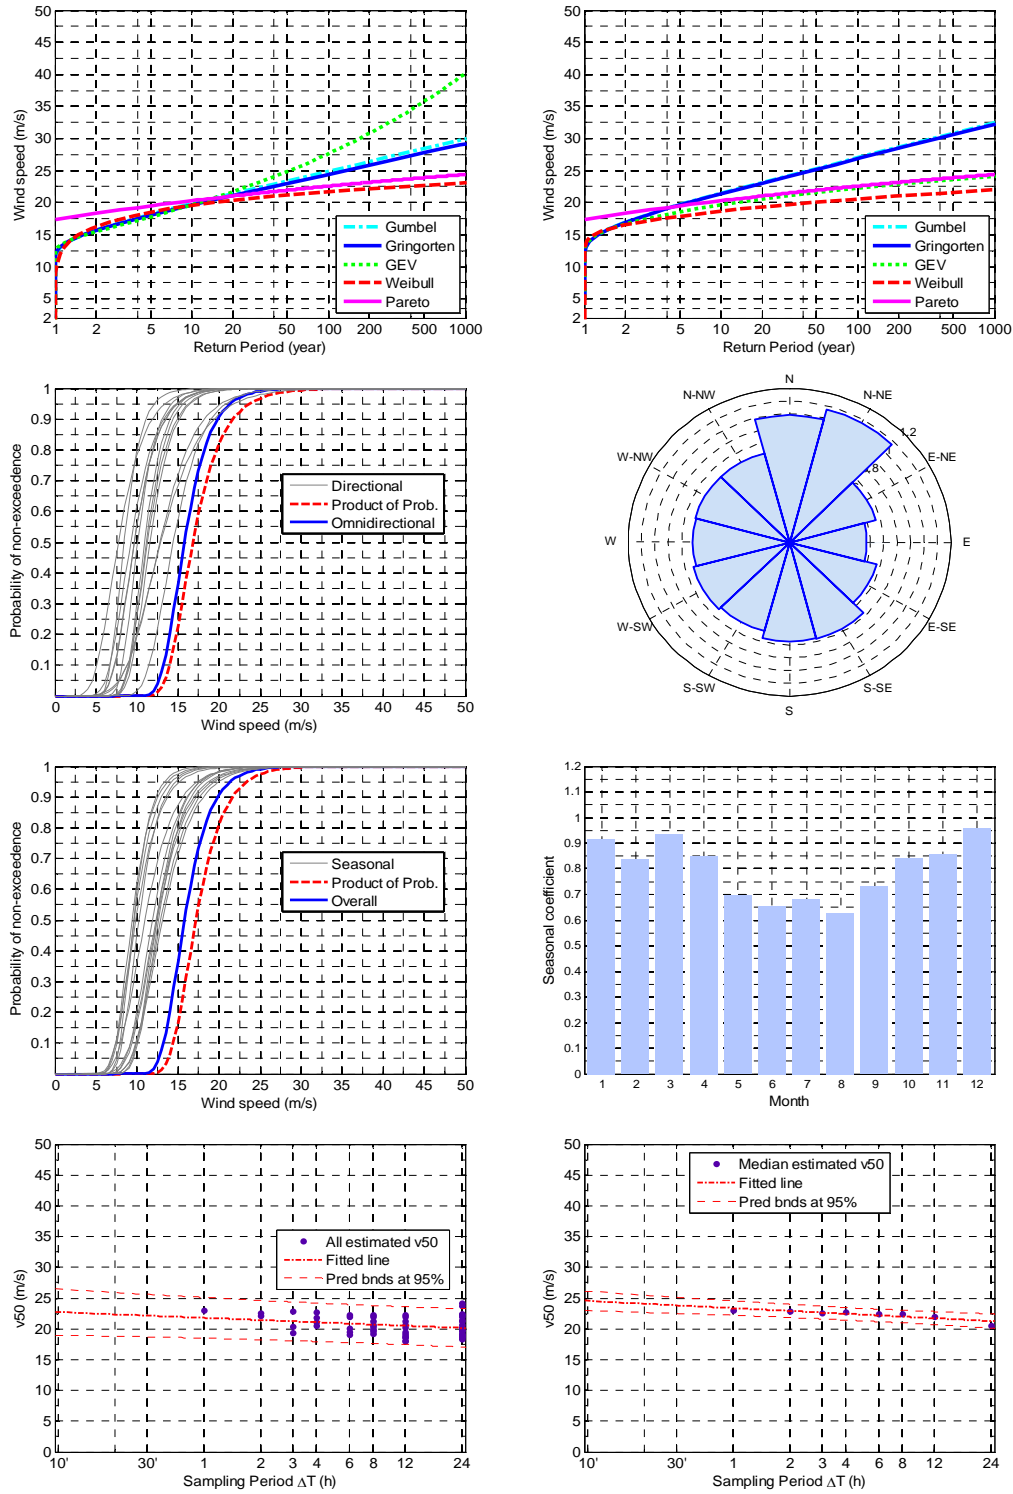 50
45
40
35
30
25
20
15
10
5
2
Wind speed (m/s)
1 2 5 10 20 50 100 200 500 1000
Return Period (year)
Gumbel
Gringorten
GEV
Weibull
Pareto
50
45
40
35
30
25
20
15
10
5
2
Wind speed (m/s)
1 2 5 10 20 50 100 200 500 1000
Return Period (year)
Gumbel
Gringorten
GEV
Weibull
Pareto
1
0.9
0.8
0.7
0.6
0.5
0.4
0.3
0.2
0.1
Probability of non-exceedence
0 5 10 15 20 25 30 35 40 45 50
Wind speed (m/s)
Directional
Product of Prob.
Omnidirectional
N
N-NW
N-NE
1.2
W-NW
E-NE
W
E
W-SW
E-SE
S-SW
S-SE
S
1
0.9
0.8
0.7
0.6
0.5
0.4
0.3
0.2
0.1
Probability of non-exceedence
0 5 10 15 20 25 30 35 40 45 50
Wind speed (m/s)
Seasonal
Product of Prob.
Overall
1.2
1.1
1
0.9
0.8
0.7
0.6
0.5
0.4
0.3
0.2
0.1
0
Seasonal coefficient
1 2 3 4 5 6 7 8 9 10 11 12
Month
50
45
40
35
30
25
20
15
10
5
0
v50 (m/s)
10' 30' 1 2 3 4 6 8 12 24
Sampling Period ΔT (h)
All estimated v50
Fitted line
Pred bnds at 95%
50
45
40
35
30
25
20
15
10
5
0
v50 (m/s)
10' 30' 1 2 3 4 6 8 12 24
Sampling Period ΔT (h)
Median estimated v50
Fitted line
Pred bnds at 95%